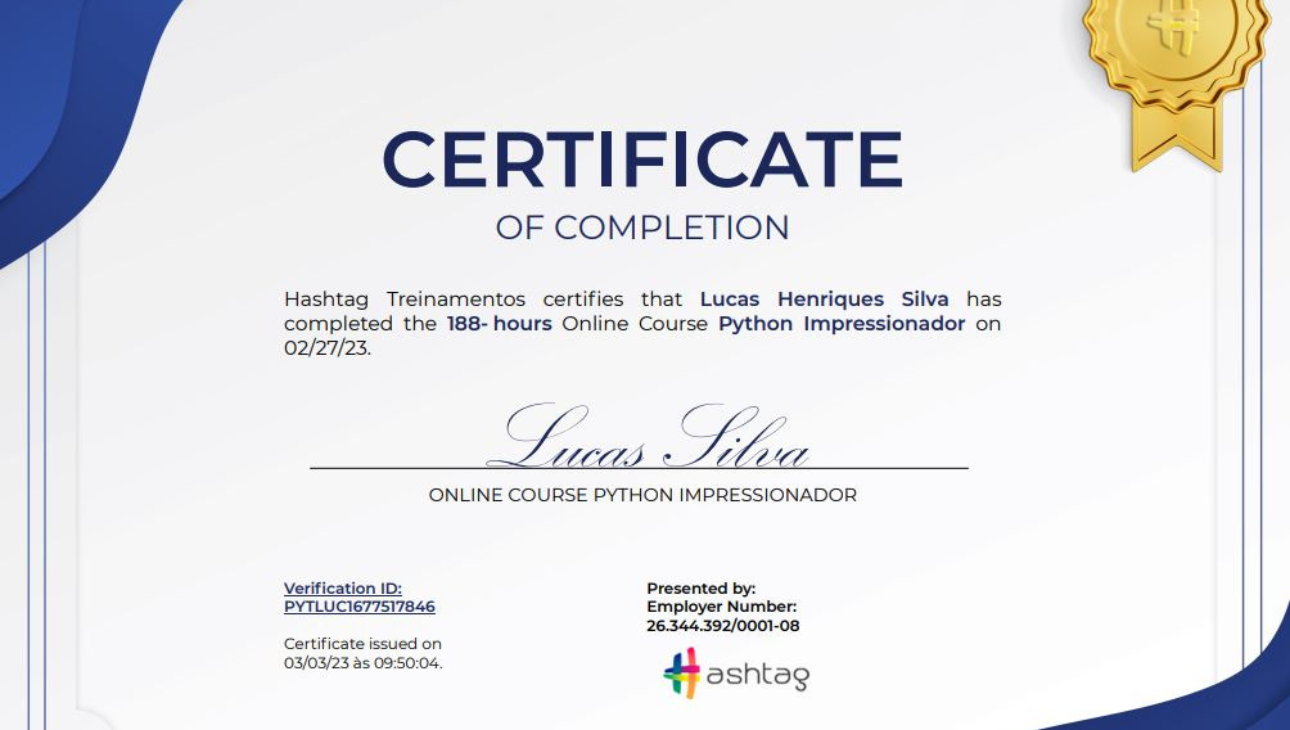 CERTIFICATE
OF COMPLETION
Hashtag Treinamentos certifies that Lucas Henriques Silva has
completed the 188- hours Online Course Python Impressionador on
02/27/23.
Lucas Silva
ONLINE COURSE PYTHON IMPRESSIONADOR
Verification ID:
PYTLUC1677517846
Certificate issued on
03/03/23 às 09:50:04.
Presented by:
Employer Number:
26.344.392/0001-08
#ashtag